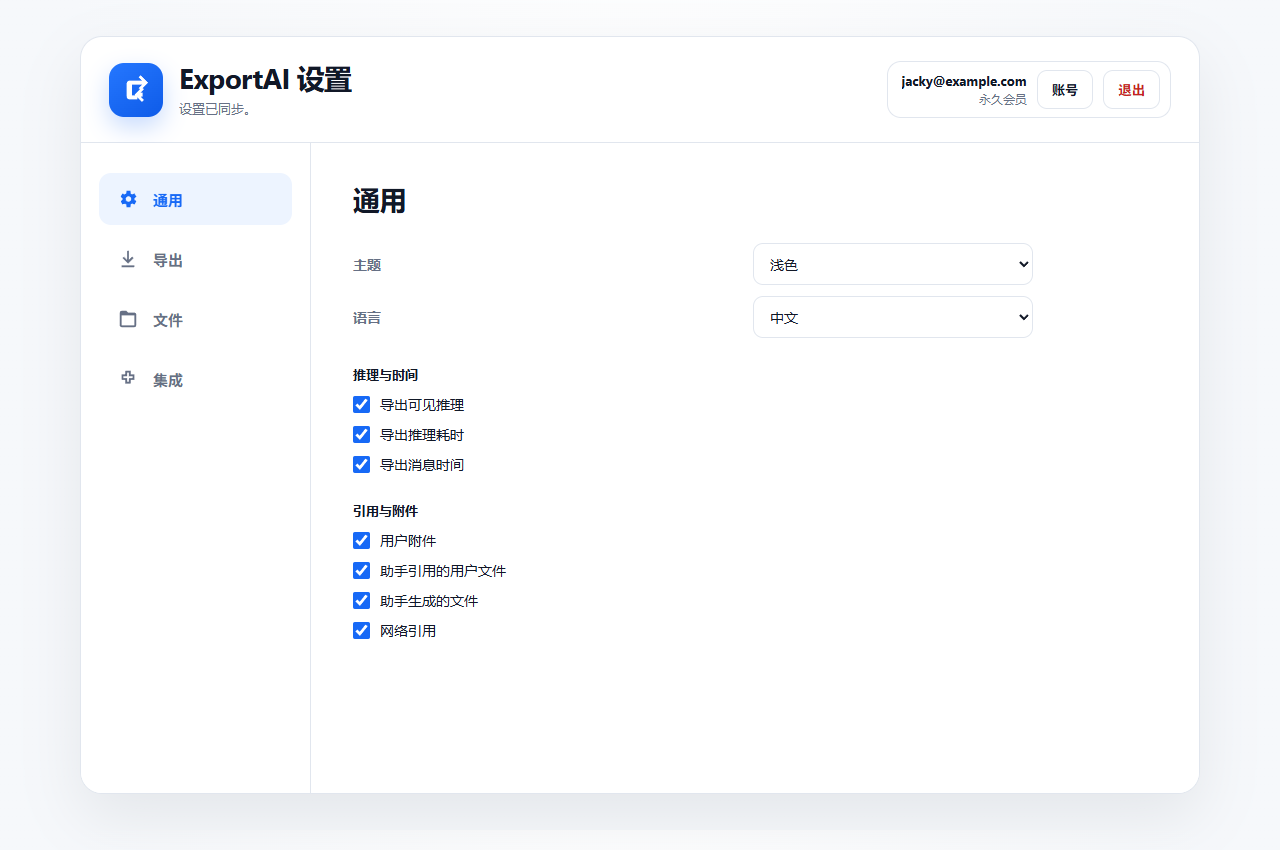 ExportAI 设置
设置已同步。
jacky@example.com
永久会员
账号
退出
通用
导出
文件
集成
通用
主题
浅色
语言
中文
推理与时间
导出可见推理
导出推理耗时
导出消息时间
引用与附件
用户附件
助手引用的用户文件
助手生成的文件
网络引用